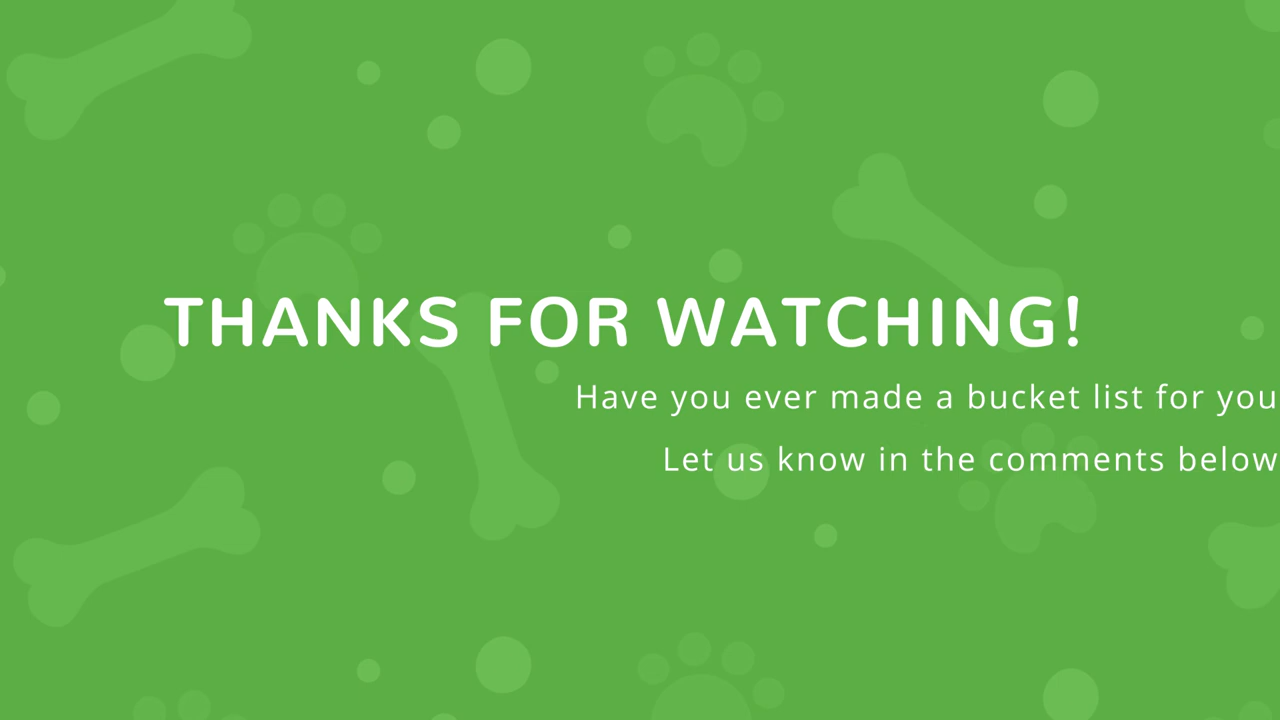 THANKS FOR WATCHING!
Have you ever made a bucket list for you
Let us know in the comments below